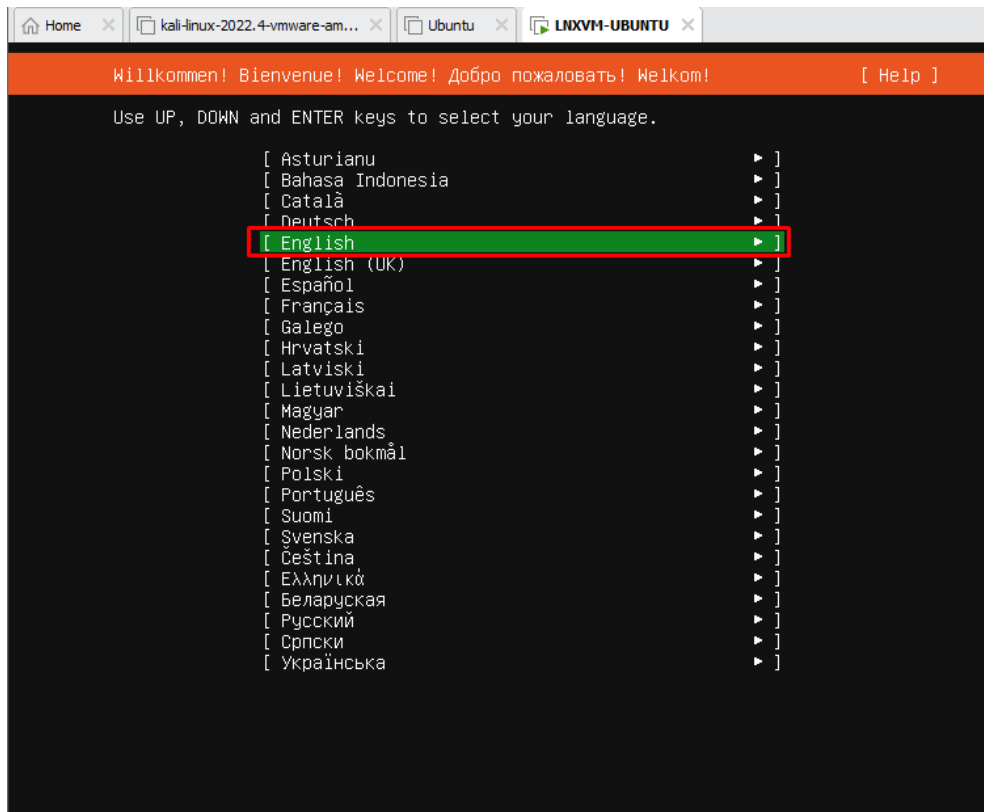 Home kali-linux-2022.4-vmware-am... Ubuntu LNXVM-UBUNTU
Willkommen! Bienvenue! Welcome! Добро пожаловать! Welkom! [ Help ]
Use UP, DOWN and ENTER keys to select your language.
[ Asturianu ▸ ]
[ Bahasa Indonesia ▸ ]
[ Català ▸ ]
[ Deutsch ▸ ]
[ English ▸ ]
[ English (UK) ▸ ]
[ Español ▸ ]
[ Français ▸ ]
[ Galego ▸ ]
[ Hrvatski ▸ ]
[ Latviski ▸ ]
[ Lietuviškai ▸ ]
[ Magyar ▸ ]
[ Nederlands ▸ ]
[ Norsk bokmål ▸ ]
[ Polski ▸ ]
[ Português ▸ ]
[ Suomi ▸ ]
[ Svenska ▸ ]
[ Čeština ▸ ]
[ Ελληνικά ▸ ]
[ Беларуская ▸ ]
[ Русский ▸ ]
[ Српски ▸ ]
[ Українська ▸ ]